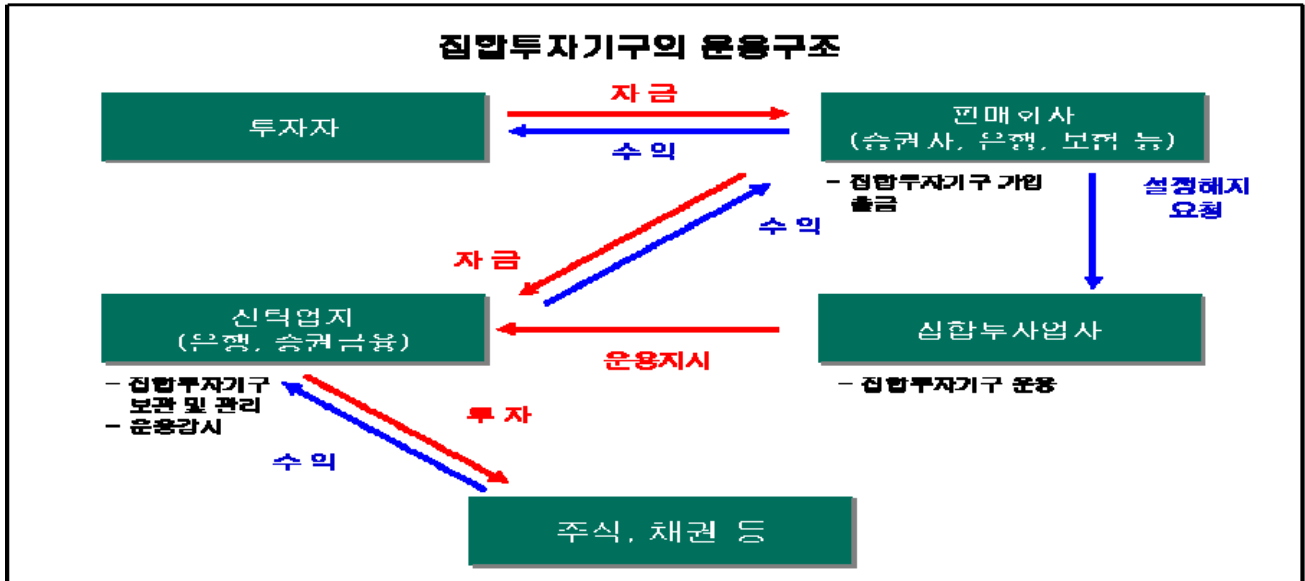 집합투자기구의 운용구조
투자자
자 금
수 익
판매회사
(증권사, 은행, 보험 등)
- 집합투자기구 가입
출금
설정해지
요청
자 금
수 익
신탁업자
(은행, 증권금융)
- 집합투자기구
보관 및 관리
- 운용감시
운용지시
집합투자업자
- 집합투자기구 운용
투 자
수 익
주식, 채권 등